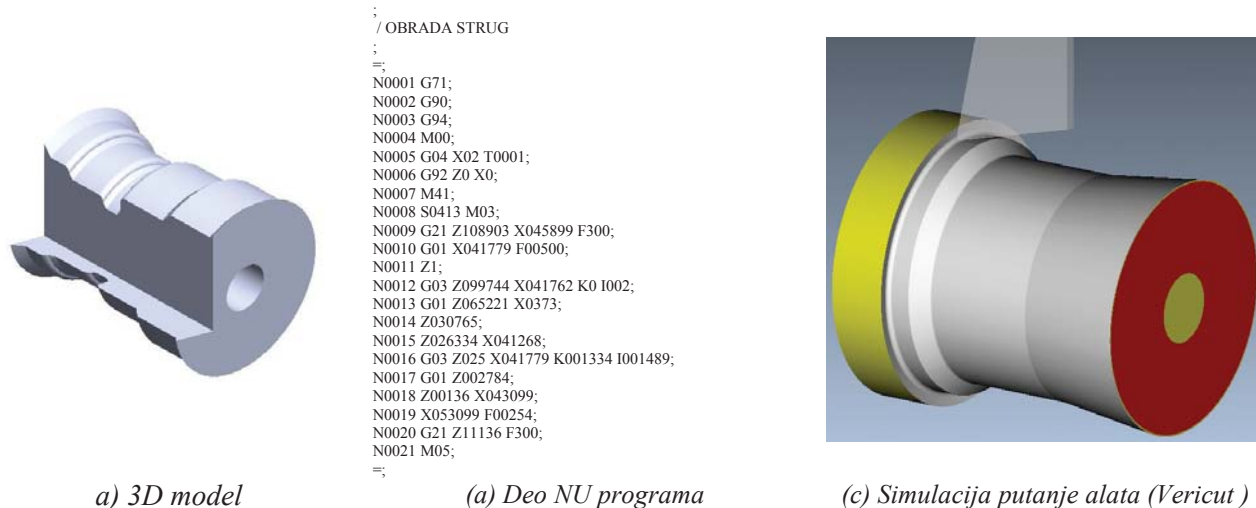 ;
/ OBRADA STRUG
;
=;
N0001 G71;
N0002 G90;
N0003 G94;
N0004 M00;
N0005 G04 X02 T0001;
N0006 G92 Z0 X0;
N0007 M41;
N0008 S0413 M03;
N0009 G21 Z108903 X045899 F300;
N0010 G01 X041779 F00500;
N0011 Z1;
N0012 G03 Z099744 X041762 K0 I002;
N0013 G01 Z065221 X0373;
N0014 Z030765;
N0015 Z026334 X041268;
N0016 G03 Z025 X041779 K001334 I001489;
N0017 G01 Z002784;
N0018 Z00136 X043099;
N0019 X053099 F00254;
N0020 G21 Z11136 F300;
N0021 M05;
=;
a) 3D model
(a) Deo NU programa
(c) Simulacija putanje alata (Vericut )